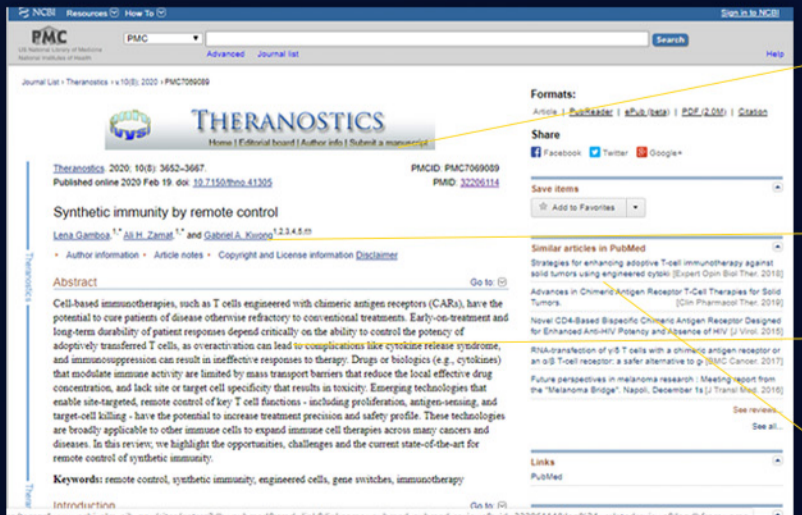 NCBI Resources How To Sign in to NCBI
PMC
US National Library of Medicine
National Institutes of Health
PMC
Search
Advanced Journal list
Help
Journal List > Theranostics > v.10(8); 2020 > PMC7069089
THERANOSTICS
Home | Editorial board | Author info | Submit a manuscript
Theranostics. 2020; 10(8): 3652–3667.
PMCID: PMC7069089
Published online 2020 Feb 19. doi: 10.7150/thno.41305
PMID: 32206114
Synthetic immunity by remote control
Lena Gamboa,1,* Ali H. Zamat,1,* and Gabriel A. Kwong1,2,3,4,5,✉
Author information • Article notes • Copyright and License information Disclaimer
Abstract
Go to:
Cell-based immunotherapies, such as T cells engineered with chimeric antigen receptors (CARs), have the
potential to cure patients of disease otherwise refractory to conventional treatments. Early-on-treatment and
long-term durability of patient responses depend critically on the ability to control the potency of
adoptively transferred T cells, as overactivation can lead to complications like cytokine release syndrome,
and immunosuppression can result in ineffective responses to therapy. Drugs or biologics (e.g., cytokines)
that modulate immune activity are limited by mass transport barriers that reduce the local effective drug
concentration, and lack site or target cell specificity that results in toxicity. Emerging technologies that
enable site-targeted, remote control of key T cell functions - including proliferation, antigen-sensing, and
target-cell killing - have the potential to increase treatment precision and safety profile. These technologies
are broadly applicable to other immune cells to expand immune cell therapies across many cancers and
diseases. In this review, we highlight the opportunities, challenges and the current state-of-the-art for
remote control of synthetic immunity.
Keywords: remote control, synthetic immunity, engineered cells, gene switches, immunotherapy
Introduction
Go to:
Theranostics
Formats:
Article | PubReader | ePub (beta) | PDF (2.0M) | Citation
Share
Facebook Twitter Google+
Save items
Add to Favorites
Similar articles in PubMed
Strategies for enhancing adoptive T-cell immunotherapy against
solid tumors using engineered cytoki [Expert Opin Biol Ther. 2018]
Advances in Chimeric Antigen Receptor T-Cell Therapies for Solid
Tumors. [Clin Pharmacol Ther. 2019]
Novel CD4-Based Bispecific Chimeric Antigen Receptor Designed
for Enhanced Anti-HIV Potency and Absence of HIV [J Virol. 2015]
RNA-transfection of γ/δ T cells with a chimeric antigen receptor or
an α/β T-cell receptor: a safer alternative to g [BMC Cancer. 2017]
Future perspectives in melanoma research : Meeting report from
the "Melanoma Bridge". Napoli, December 1s [J Transl Med. 2016]
See reviews...
See all...
Links
PubMed